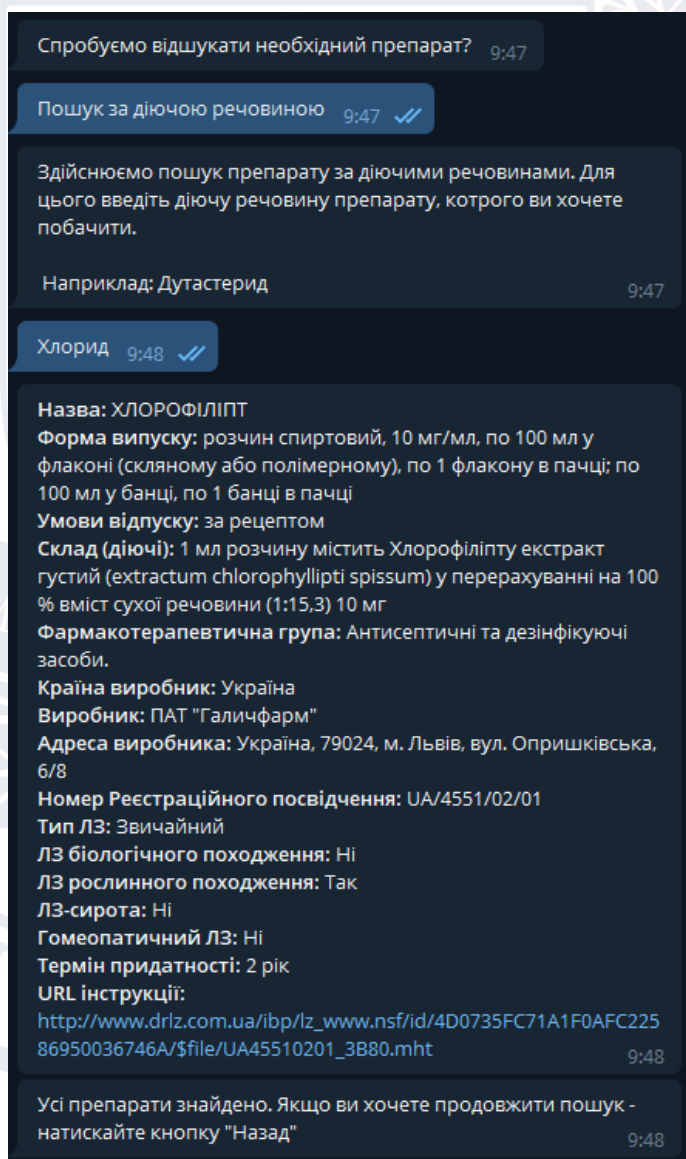 Спробуємо відшукати необхідний препарат? 9:47
Пошук за діючою речовиною 9:47
Здійснюємо пошук препарату за діючими речовинами. Для
цього введіть діючу речовину препарату, котрого ви хочете
побачити.
Наприклад: Дутастерид
9:47
Хлорид 9:48
Назва: ХЛОРОФІЛІПТ
Форма випуску: розчин спиртовий, 10 мг/мл, по 100 мл у
флаконі (скляному або полімерному), по 1 флакону в пачці; по
100 мл у банці, по 1 банці в пачці
Умови відпуску: за рецептом
Склад (діючі): 1 мл розчину містить Хлорофіліпту екстракт
густий (extractum chlorophyllipti spissum) у перерахуванні на 100
% вміст сухої речовини (1:15,3) 10 мг
Фармакотерапевтична група: Антисептичні та дезінфікуючі
засоби.
Країна виробник: Україна
Виробник: ПАТ "Галичфарм"
Адреса виробника: Україна, 79024, м. Львів, вул. Опришківська,
6/8
Номер Реєстраційного посвідчення: UA/4551/02/01
Тип ЛЗ: Звичайний
ЛЗ біологічного походження: Ні
ЛЗ рослинного походження: Так
ЛЗ-сирота: Ні
Гомеопатичний ЛЗ: Ні
Термін придатності: 2 рік
URL інструкції:
http://www.drlz.com.ua/ibp/lz_www.nsf/id/4D0735FC71A1F0AFC225
86950036746A/$file/UA45510201_3B80.mht
9:48
Усі препарати знайдено. Якщо ви хочете продовжити пошук -
натискайте кнопку "Назад"
9:48